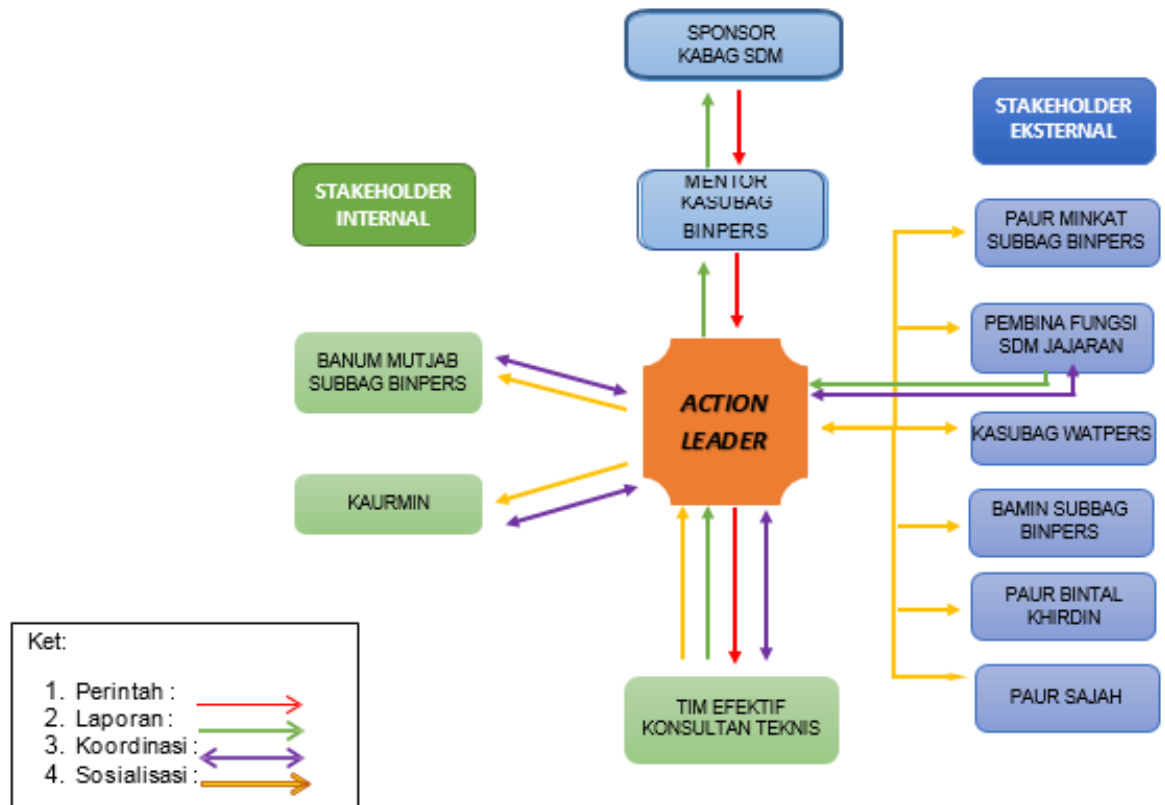 SPONSOR
KABAG SDM
STAKEHOLDER
EKSTERNAL
STAKEHOLDER
INTERNAL
MENTOR
KASUBAG
BINPERS
PAUR MINKAT
SUBBAG BINPERS
PEMBINA FUNGSI
SDM JAJARAN
BANUM MUTJAB
SUBBAG BINPERS
ACTION
LEADER
KASUBAG WATPERS
KAURMIN
BAMIN SUBBAG
BINPERS
PAUR BINTAL
KHIRDIN
PAUR SAJAH
TIM EFEKTIF
KONSULTAN TEKNIS
Ket:
1. Perintah :
2. Laporan :
3. Koordinasi :
4. Sosialisasi :